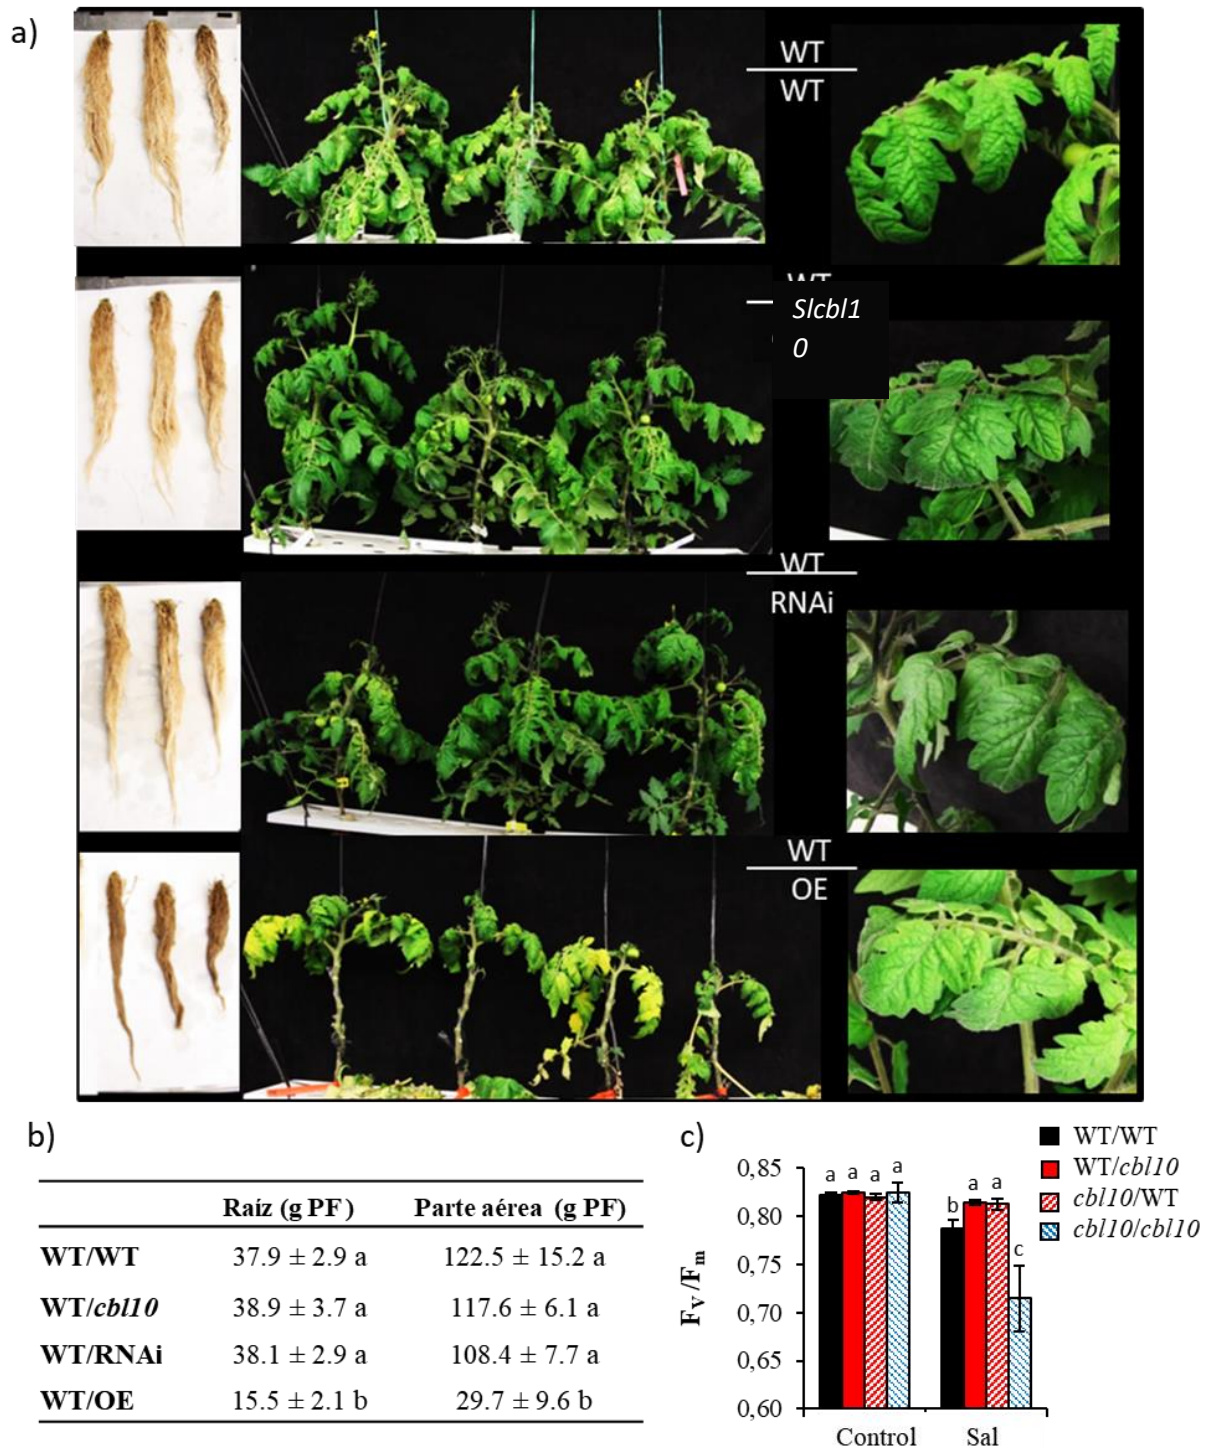 a)
WT
WT
WT
Slcbl1
0
WT
RNAi
WT
OE
b)
Raíz (g PF) Parte aérea (g PF)
WT/WT 37.9 ± 2.9 a 122.5 ± 15.2 a
WT/cbl10 38.9 ± 3.7 a 117.6 ± 6.1 a
WT/RNAi 38.1 ± 2.9 a 108.4 ± 7.7 a
WT/OE 15.5 ± 2.1 b 29.7 ± 9.6 b
c)
WT/WT
WT/cbl10
cbl10/WT
cbl10/cbl10
Fv/Fm
0,85
0,80
0,75
0,70
0,65
0,60
a a a a
b a a c
Control Sal